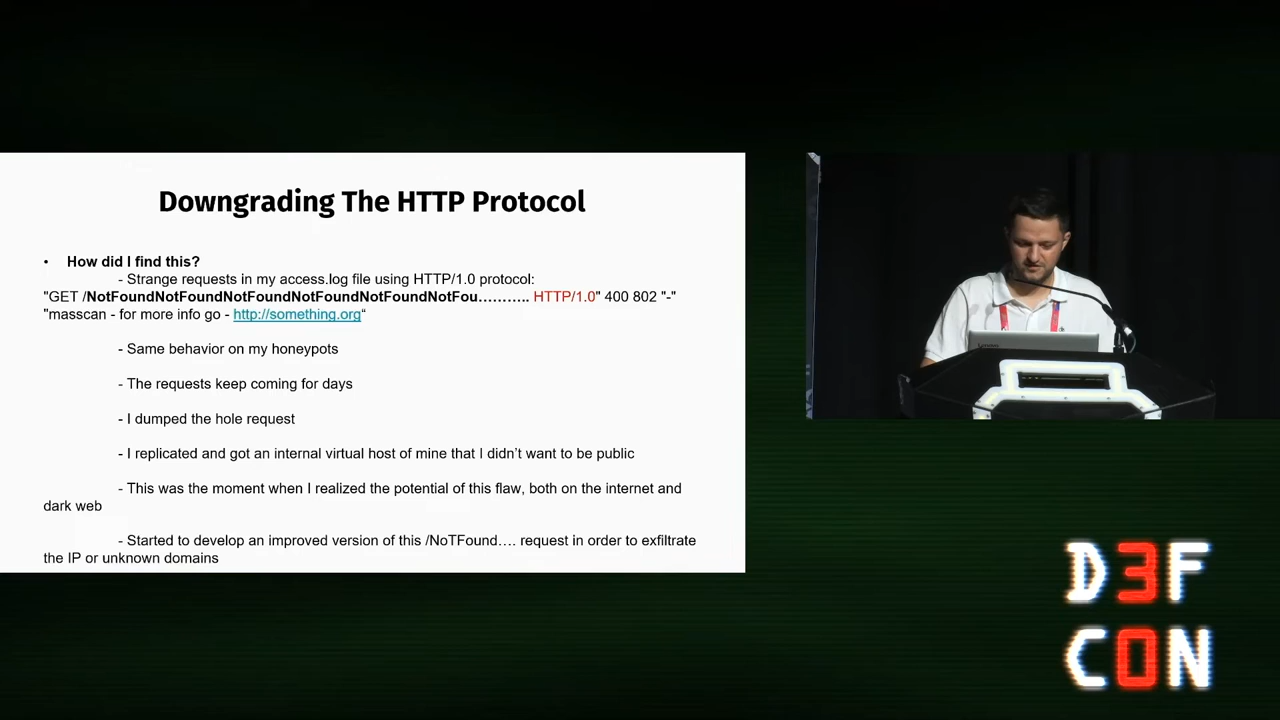 Downgrading The HTTP Protocol
• How did I find this?
- Strange requests in my access.log file using HTTP/1.0 protocol:
"GET /NotFoundNotFoundNotFoundNotFoundNotFoundNotFou……….. HTTP/1.0" 400 802 "-"
"masscan - for more info go - http://something.org“
- Same behavior on my honeypots
- The requests keep coming for days
- I dumped the hole request
- I replicated and got an internal virtual host of mine that I didn’t want to be public
- This was the moment when I realized the potential of this flaw, both on the internet and
dark web
- Started to develop an improved version of this /NoTFound…. request in order to exfiltrate
the IP or unknown domains
D3F
C0N